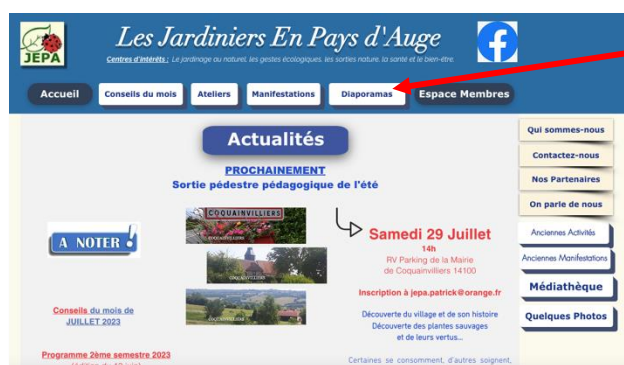 JEPA
Les Jardiniers En Pays d'Auge
Centres d'intérêts : Le jardinage au naturel, les gestes écologiques, les sorties nature, la santé et le bien-être.
Accueil
Conseils du mois
Ateliers
Manifestations
Diaporamas
Espace Membres
Actualités
PROCHAINEMENT
Sortie pédestre pédagogique de l'été
A NOTER !
COQUAINVILLIERS
COQUAINVILLIERS
COQUAINVILLIERS
COQUAINVILLIERS
Samedi 29 Juillet
14h
RV Parking de la Mairie
de Coquainvilliers 14100
Inscription à jepa.patrick@orange.fr
Découverte du village et de son histoire
Découverte des plantes sauvages
et de leurs vertus...
Certaines se consomment, d'autres soignent,
Conseils du mois de
JUILLET 2023
Programme 2ème semestre 2023
Qui sommes-nous
Contactez-nous
Nos Partenaires
On parle de nous
Anciennes Activités
Anciennes Manifestations
Médiathèque
Quelques Photos